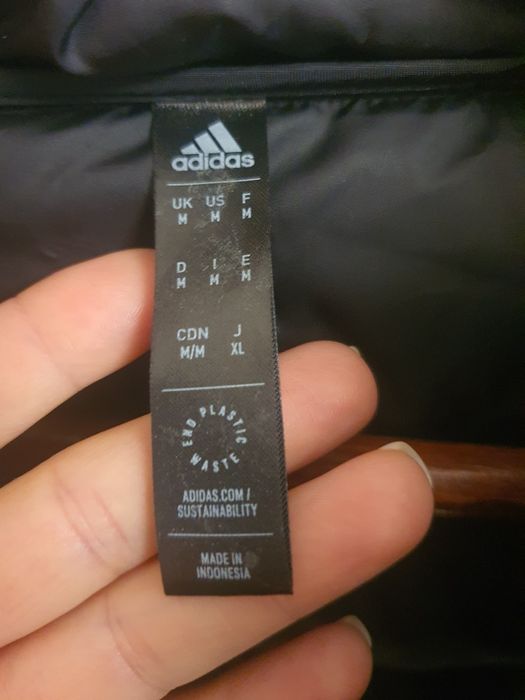 adidas
UK US F
M M M
D I E
M M M
CDN J
M/M XL
END PLASTIC WASTE
ADIDAS.COM/
SUSTAINABILITY
MADE IN
INDONESIA